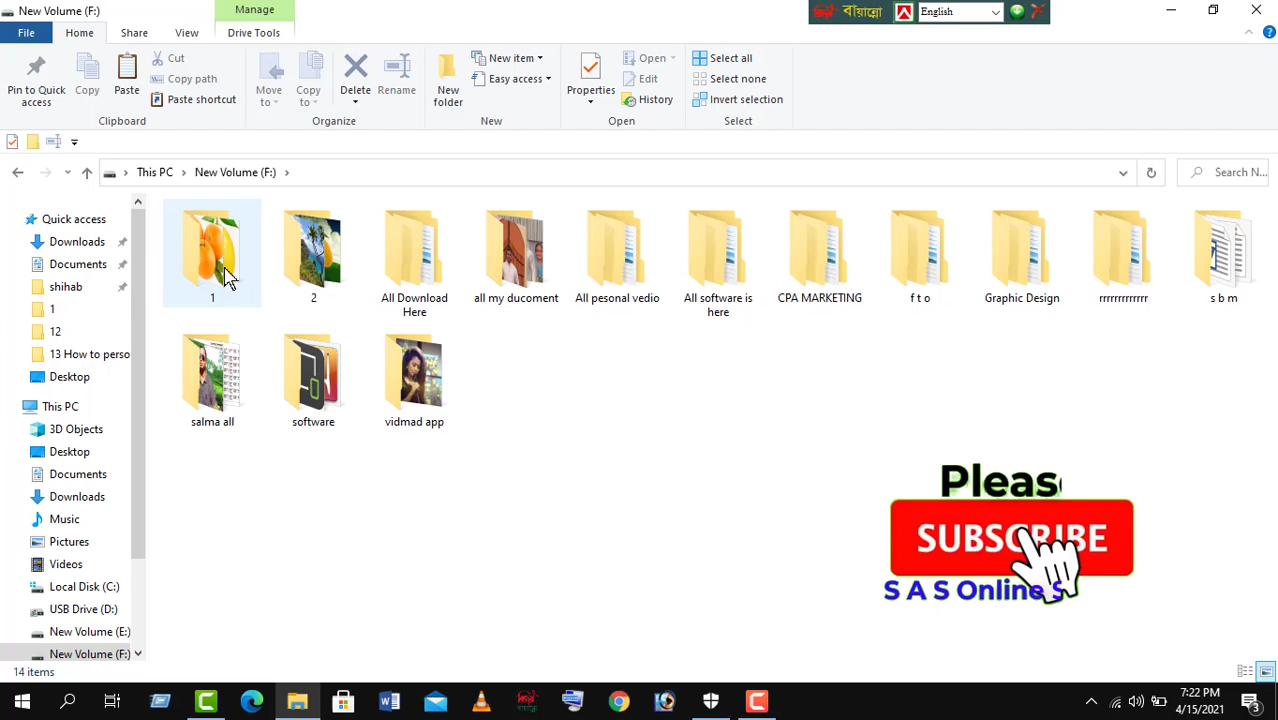 New Volume (F:)
Manage
বায়ান্নো
English
File
Home
Share
View
Drive Tools
Pin to Quick access
Copy
Paste
Cut
Copy path
Paste shortcut
Clipboard
Move to
Copy to
Delete
Rename
Organize
New folder
New item
Easy access
New
Properties
Open
Edit
History
Open
Select all
Select none
Invert selection
Select
This PC
New Volume (F:)
Search N...
Quick access
Downloads
Documents
shihab
1
12
13 How to perso
Desktop
This PC
3D Objects
Desktop
Documents
Downloads
Music
Pictures
Videos
Local Disk (C:)
USB Drive (D:)
New Volume (E:)
New Volume (F:)
1
2
All Download Here
all my ducoment
All pesonal vedio
All software is here
CPA MARKETING
f t o
Graphic Design
rrrrrrrrrrrrr
s b m
salma all
software
vidmad app
Pleas
SUBSCRIBE
S A S Online S
14 items
7:22 PM
4/15/2021
3